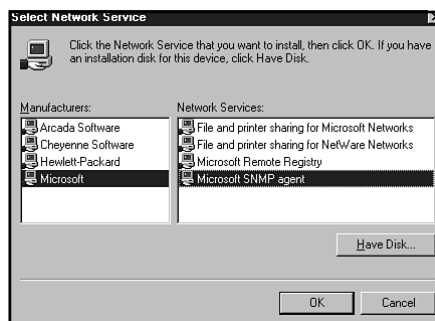 Select Network Service
Click the Network Service that you want to install, then click OK. If you have
an installation disk for this device, click Have Disk.
Manufacturers:
Arcada Software
Cheyenne Software
Hewlett-Packard
Microsoft
Network Services:
File and printer sharing for Microsoft Networks
File and printer sharing for NetWare Networks
Microsoft Remote Registry
Microsoft SNMP agent
Have Disk...
OK
Cancel